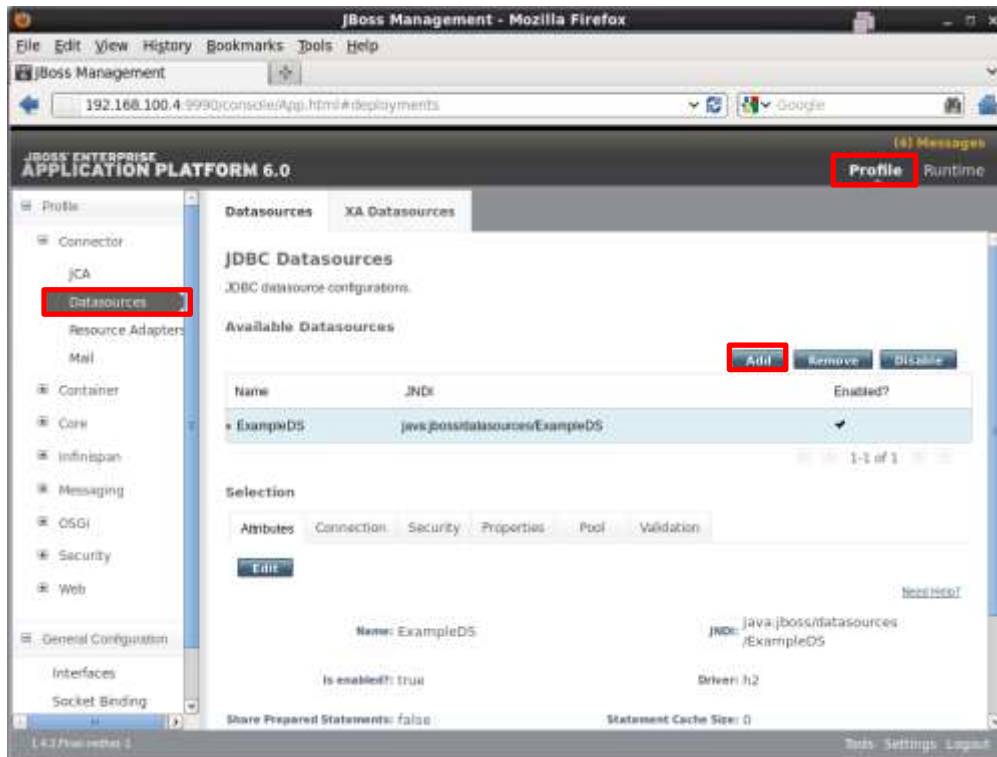 JBoss Management - Mozilla Firefox
File Edit View History Bookmarks Tools Help
JBoss Management
192.168.100.4:9990/console/App.html#deployments Google
(4) Messages
JBOSS ENTERPRISE
APPLICATION PLATFORM 6.0
Profile Runtime
Profile
Datasources XA Datasources
Connector
JDBC Datasources
JCA
JDBC datasource configurations.
Datasources
Resource Adapters
Available Datasources
Mail
Add Remove Disable
Container
Name JNDI Enabled?
Core
ExampleDS java:jboss/datasources/ExampleDS
Infinispan
1-1 of 1
Messaging
Selection
OSGi
Attributes Connection Security Properties Pool Validation
Security
Edit
Web
Need Help?
General Configuration
Name: ExampleDS JNDI: java:jboss/datasources
/ExampleDS
Interfaces
Is enabled?: true Driver: h2
Socket Binding
Share Prepared Statements: false Statement Cache Size: 0
Tools Settings Logout